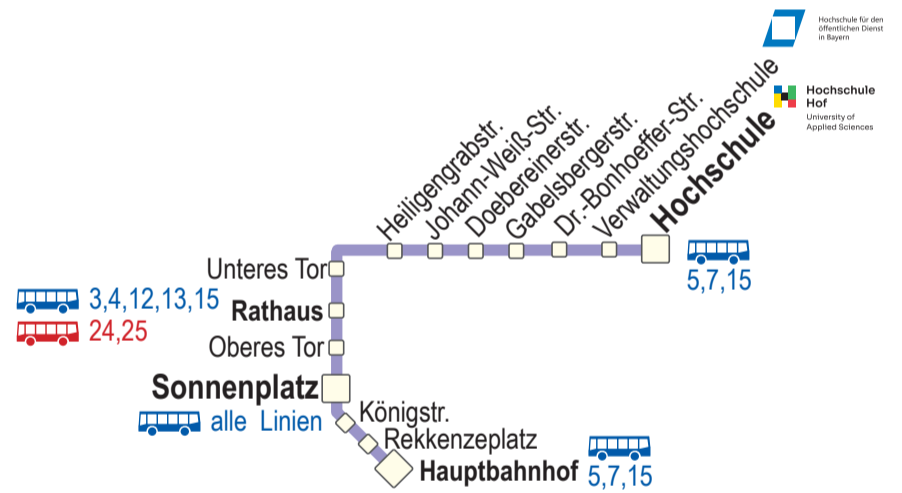 Hochschule für den
öffentlichen Dienst
in Bayern
Hochschule
Hof
University of
Applied Sciences
Heiligengrabstr.
Johann-Weiß-Str.
Doebereinerstr.
Gabelsbergerstr.
Dr.-Bonhoeffer-Str.
Verwaltungshochschule
Hochschule
5,7,15
Unteres Tor
3,4,12,13,15
Rathaus
24,25
Oberes Tor
Sonnenplatz
alle Linien
Königstr.
Rekkenzeplatz
Hauptbahnhof
5,7,15